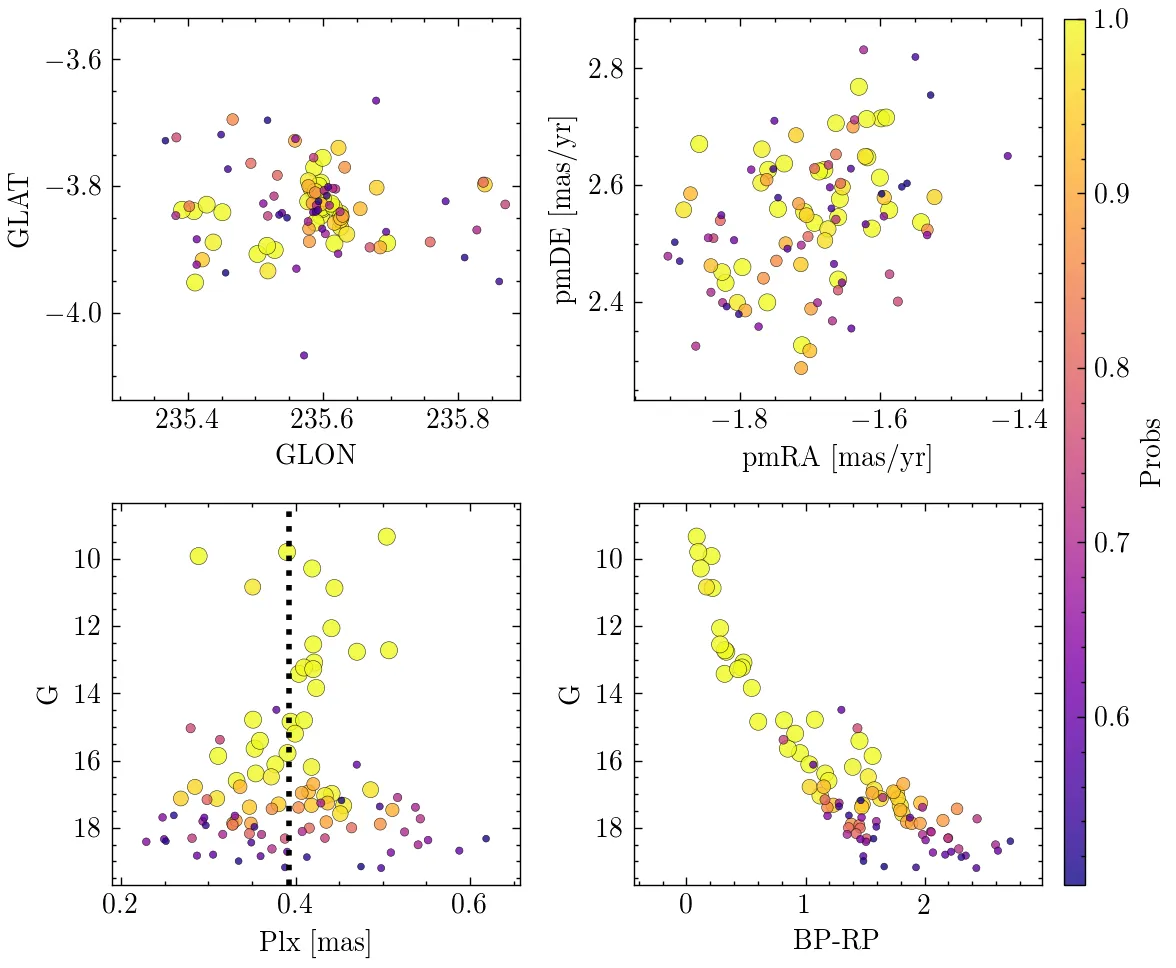 −3.6
−3.8
−4.0
GLAT
235.4 235.6 235.8
GLON
2.8
2.6
2.4
pmDE [mas/yr]
−1.8 −1.6 −1.4
pmRA [mas/yr]
10
12
14
16
18
G
0.2 0.4 0.6
Plx [mas]
10
12
14
16
18
G
0 1 2
BP-RP
1.0
0.9
0.8
0.7
0.6
Probs